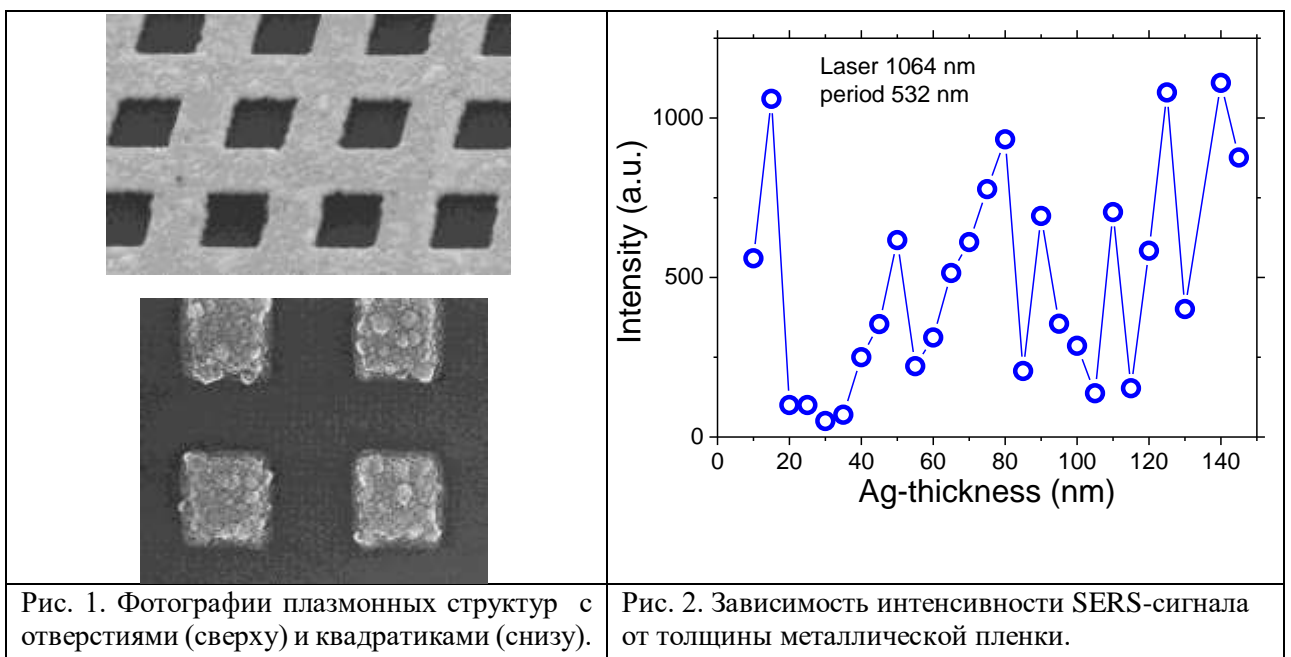 Laser 1064 nm
period 532 nm
1000
500
0
Intensity (a.u.)
0 20 40 60 80 100 120 140
Ag-thickness (nm)
Рис. 1. Фотографии плазмонных структур с
отверстиями (сверху) и квадратиками (снизу).
Рис. 2. Зависимость интенсивности SERS-сигнала
от толщины металлической пленки.